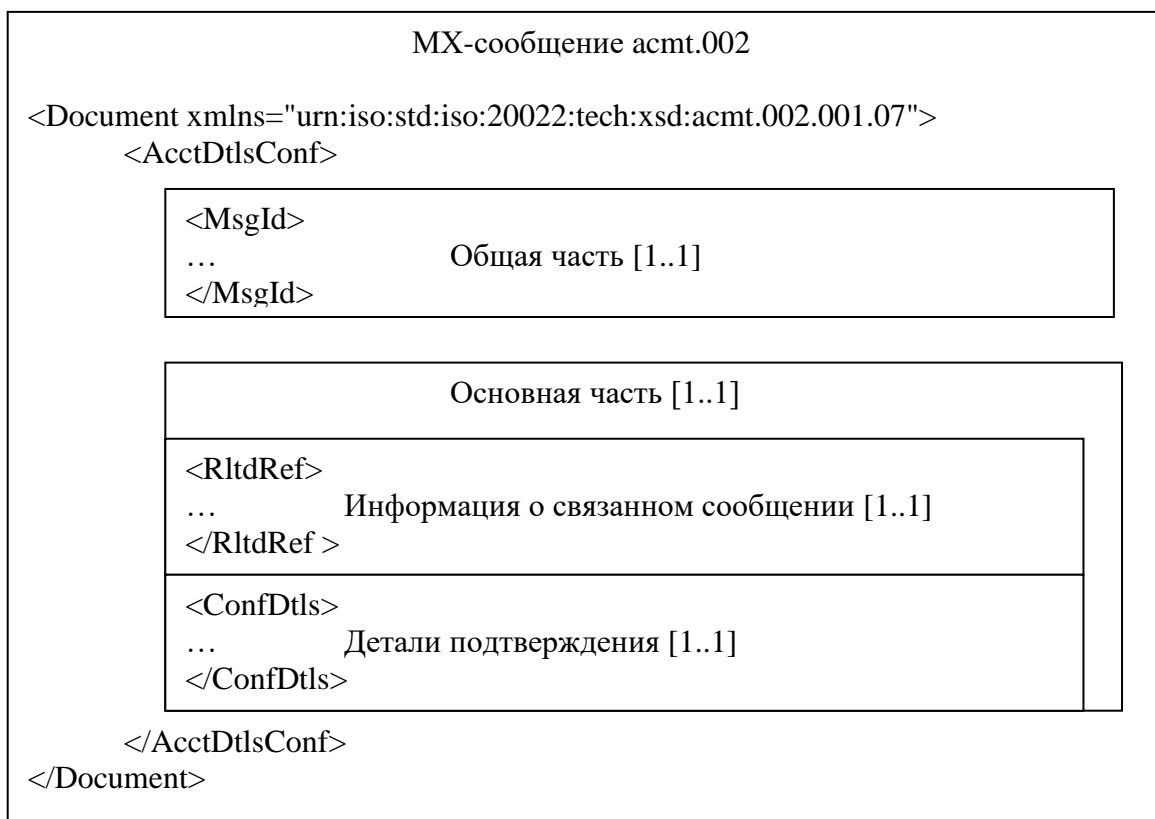 MX-сообщение acmt.002
<Document xmlns="urn:iso:std:iso:20022:tech:xsd:acmt.002.001.07">
<AcctDtlsConf>
<MsgId>
… Общая часть [1..1]
</MsgId>
Основная часть [1..1]
<RltdRef>
… Информация о связанном сообщении [1..1]
</RltdRef >
<ConfDtls>
… Детали подтверждения [1..1]
</ConfDtls>
</AcctDtlsConf>
</Document>